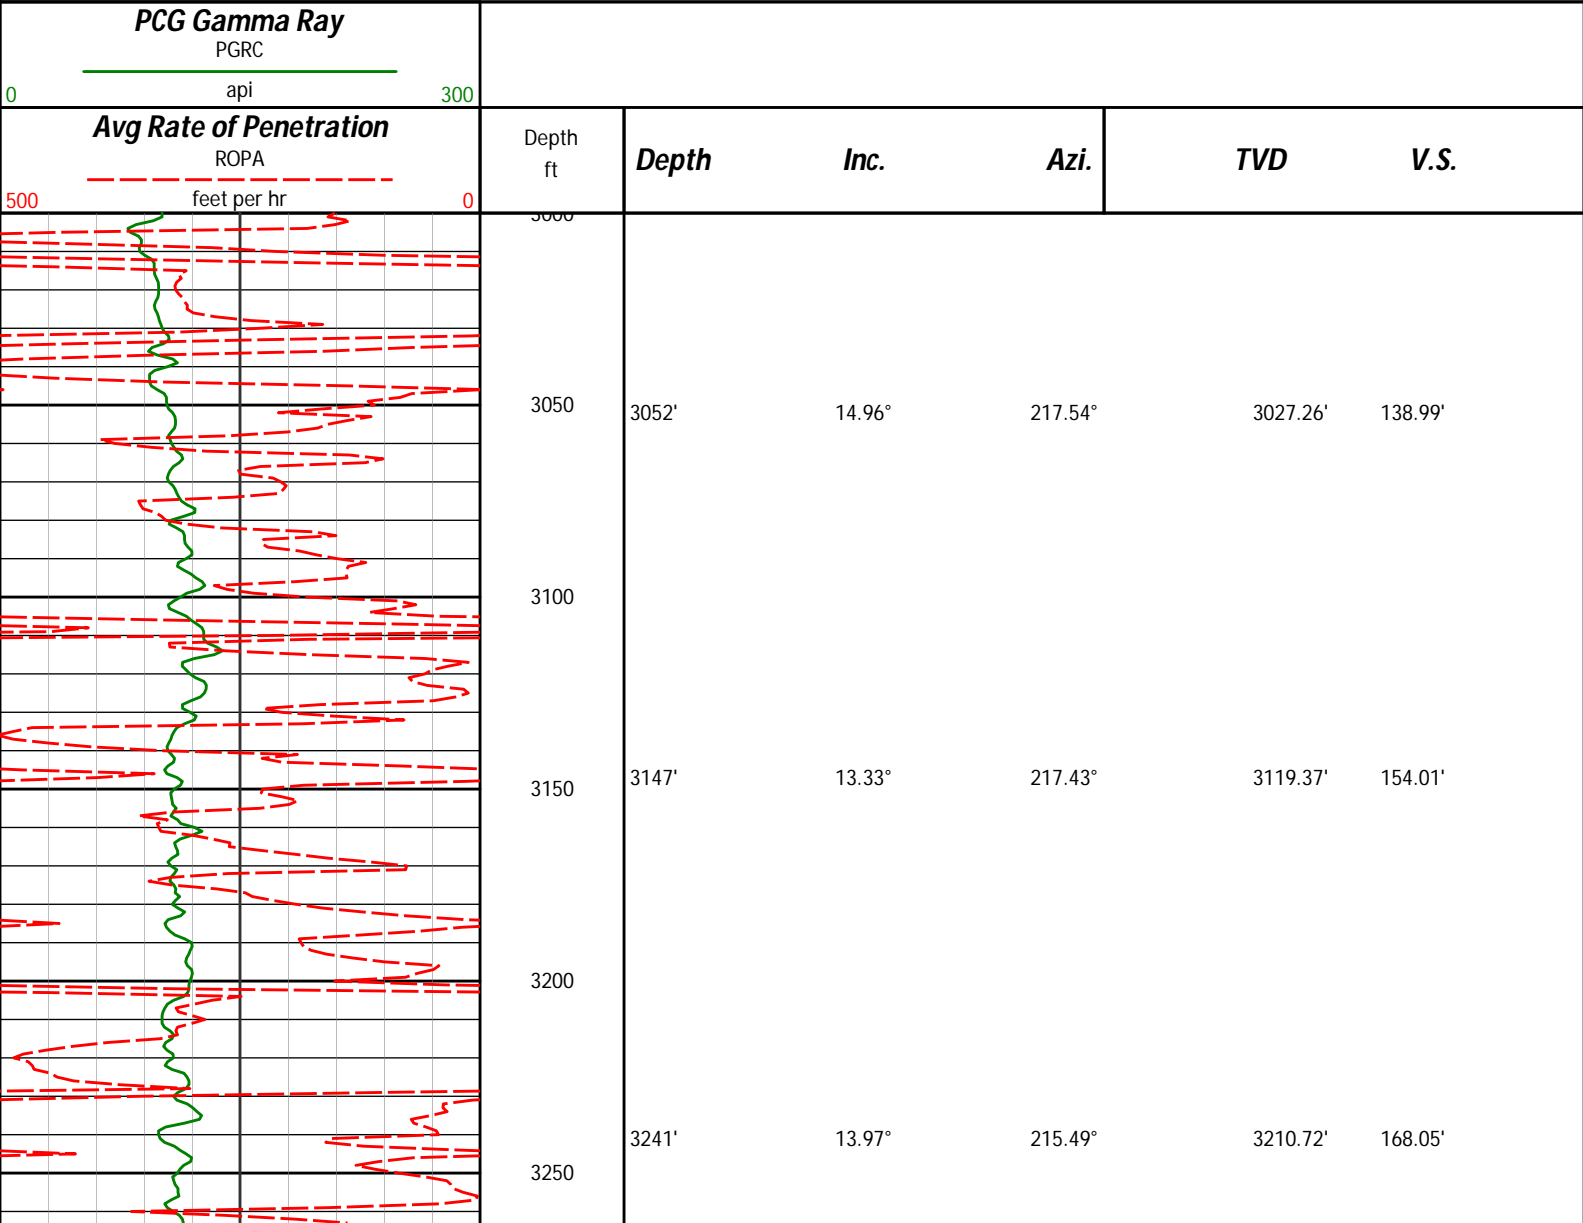 PCG Gamma Ray
PGRC
0 api 300
Avg Rate of Penetration
ROPA
500 feet per hr 0
Depth
ft
Depth Inc. Azi. TVD V.S.
3000
3050
3052' 14.96° 217.54° 3027.26' 138.99'
3100
3147' 13.33° 217.43° 3119.37' 154.01'
3150
3200
3241' 13.97° 215.49° 3210.72' 168.05'
3250